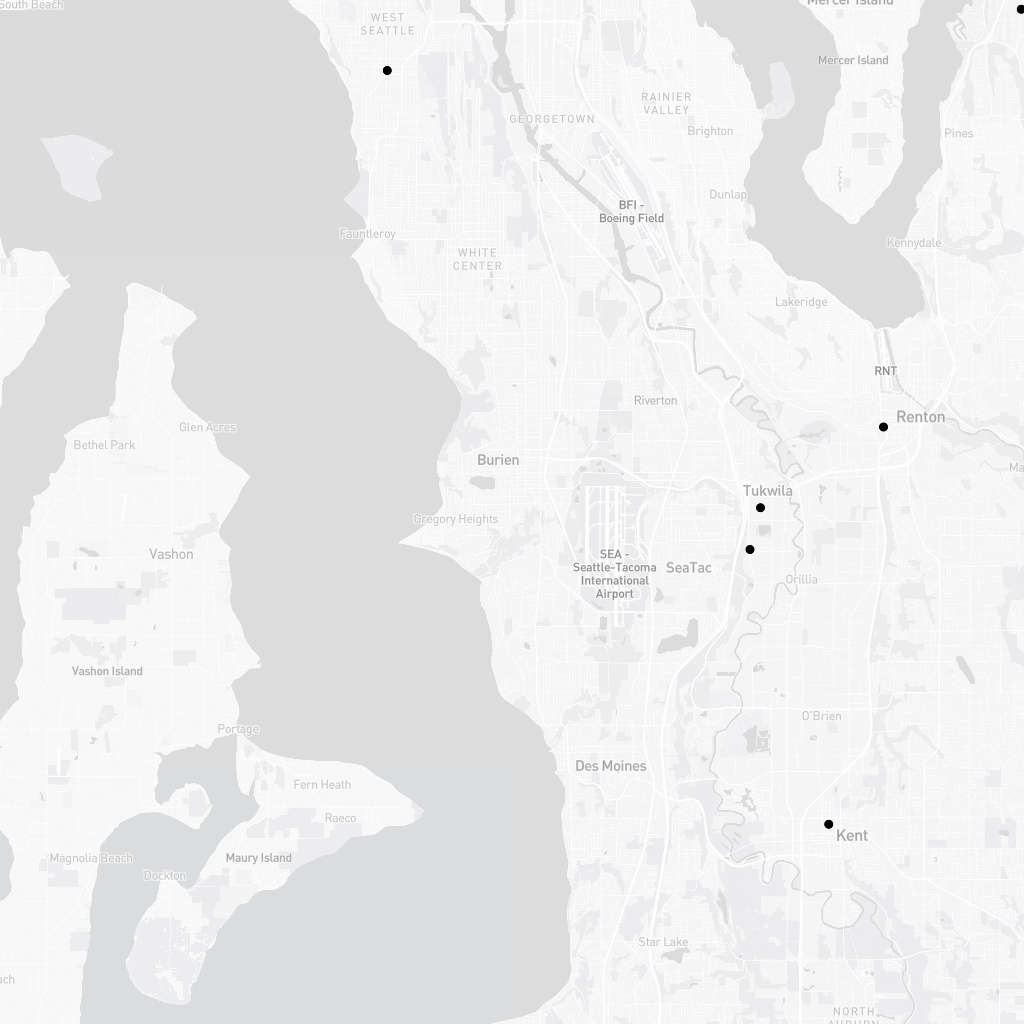 South Beach
WEST
SEATTLE
Mercer Island
Mercer Island
RAINIER
VALLEY
GEORGETOWN
Brighton
Pines
Dunlap
BFI -
Boeing Field
Fauntleroy
Kennydale
WHITE
CENTER
Lakeridge
RNT
Riverton
Renton
Glen Acres
Bethel Park
Burien
Ma
Tukwila
Gregory Heights
Vashon
SEA -
Seattle-Tacoma
International
Airport
SeaTac
Orillia
Vashon Island
O'Brien
Portage
Des Moines
Fern Heath
Raeco
Kent
Magnolia Beach
Maury Island
Dockton
Star Lake
ach
NORTH
AUBURN